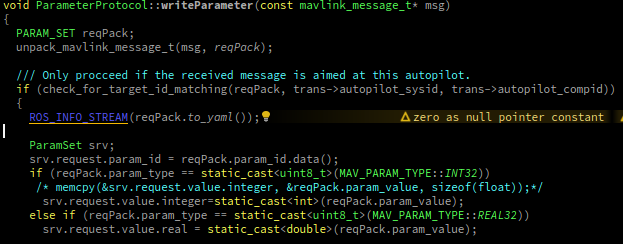 void ParameterProtocol::writeParameter(const mavlink_message_t* msg)
{
PARAM_SET reqPack;
unpack_mavlink_message_t(msg, reqPack);
/// Only procceed if the received message is aimed at this autopilot.
if (check_for_target_id_matching(reqPack, trans->autopilot_sysid, trans->autopilot_compid))
{
ROS_INFO_STREAM(reqPack.to_yaml()); zero as null pointer constant
ParamSet srv;
srv.request.param_id = reqPack.param_id.data();
if (reqPack.param_type == static_cast<uint8_t>(MAV_PARAM_TYPE::INT32))
/* memcpy(&srv.request.value.integer, &reqPack.param_value, sizeof(float));*/
srv.request.value.integer=static_cast<int>(reqPack.param_value);
else if (reqPack.param_type == static_cast<uint8_t>(MAV_PARAM_TYPE::REAL32))
srv.request.value.real = static_cast<double>(reqPack.param_value);